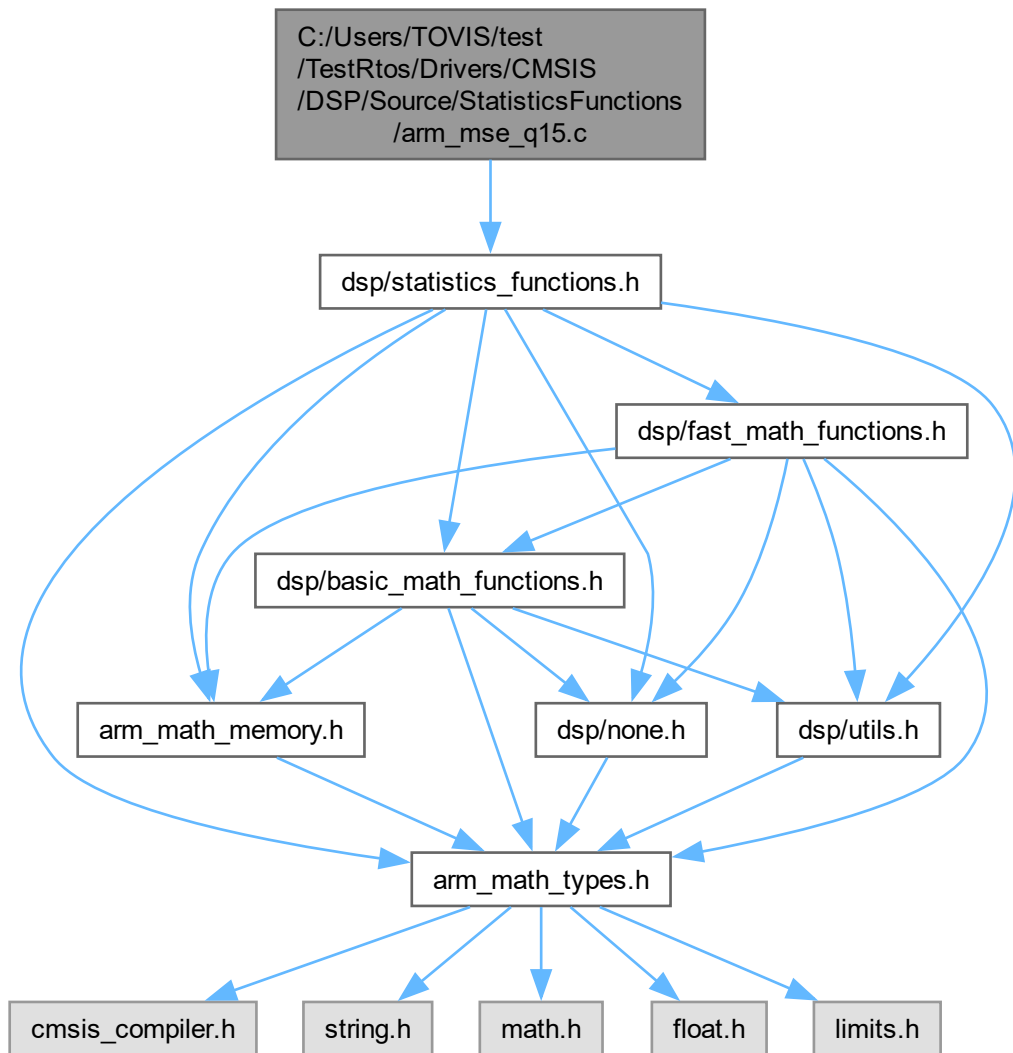 C:/Users/TOVIS/test
/TestRtos/Drivers/CMSIS
/DSP/Source/StatisticsFunctions
/arm_mse_q15.c
dsp/statistics_functions.h
dsp/fast_math_functions.h
dsp/basic_math_functions.h
arm_math_memory.h
dsp/none.h
dsp/utils.h
arm_math_types.h
cmsis_compiler.h
string.h
math.h
float.h
limits.h